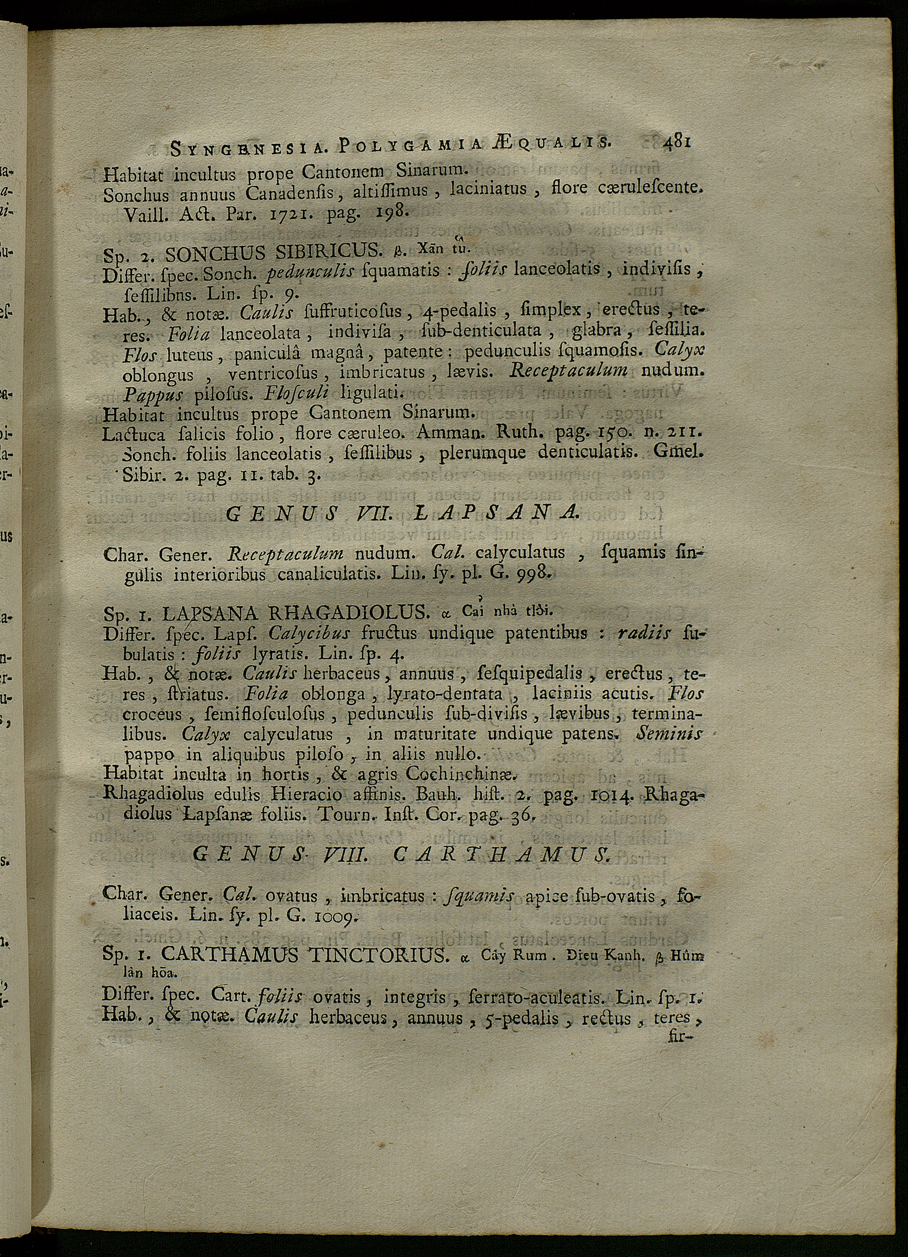 SYNGENESIA. POLYGAMIA ÆQUALIS. 481
Habitat incultus prope Cantonem Sinarum.
Sonchus annuus Canadenſis, altiſſimus, laciniatus, flore cæruleſcente.
Vaill. Act. Par. 1721. pag. 198.
Sp. 2. SONCHUS SIBIRICUS. β. Xān tu.
Differ. ſpec. Sonch. pedunculis ſquamatis : foliis lanceolatis, indiviſis,
ſeſſilibns. Lin. ſp. 9.
Hab., & notæ. Caulis ſuffruticoſus, 4-pedalis, ſimplex, erectus, te-
res. Folia lanceolata, indiviſa, ſub-denticulata, glabra, ſeſſilia.
Flos luteus, paniculâ magnâ, patente : pedunculis ſquamoſis. Calyx
oblongus, ventricoſus, imbricatus, lævis. Receptaculum nudum.
Pappus piloſus. Floſculi ligulati.
Habitat incultus prope Cantonem Sinarum.
Lactuca ſalicis folio, flore cæruleo. Amman. Ruth. pag. 150. n. 211.
Sonch. foliis lanceolatis, ſeſſilibus, plerumque denticulatis. Gmel.
Sibir. 2. pag. 11. tab. 3.
GENUS VII. LAPSANA.
Char. Gener. Receptaculum nudum. Cal. calyculatus, ſquamis ſin-
gulis interioribus canaliculatis. Lin. ſy. pl. G. 998.
Sp. 1. LAPSANA RHAGADIOLUS. α Cải nhà tlòi.
Differ. ſpec. Lapſ. Calycibus fructus undique patentibus : radiis ſu-
bulatis : foliis lyratis. Lin. ſp. 4.
Hab., & notæ. Caulis herbaceus, annuus, ſeſquipedalis, erectus, te-
res, ſtriatus. Folia oblonga, lyrato-dentata, laciniis acutis. Flos
croceus, ſemifloſculoſus, pedunculis ſub-diviſis, lævibus, termina-
libus. Calyx calyculatus, in maturitate undique patens. Seminis
pappo in aliquibus piloſo, in aliis nullo.
Habitat inculta in hortis, & agris Cochinchinæ.
Rhagadiolus edulis Hieracio affinis. Bauh. hiſt. 2. pag. 1014. Rhaga-
diolus Lapſanæ foliis. Tourn. Inſt. Cor. pag. 36.
GENUS VIII. CARTHAMUS.
Char. Gener. Cal. ovatus, imbricatus : ſquamis apice ſub-ovatis, fo-
liaceis. Lin. ſy. pl. G. 1009.
Sp. 1. CARTHAMUS TINCTORIUS. α Cây Rum. Ðieu Kanh. β Hûm
lân hōa.
Differ. ſpec. Cart. foliis ovatis, integris, ſerrato-aculeatis. Lin. ſp. 1.
Hab., & notæ. Caulis herbaceus, annuus, 5-pedalis, rectus, teres,
fir-